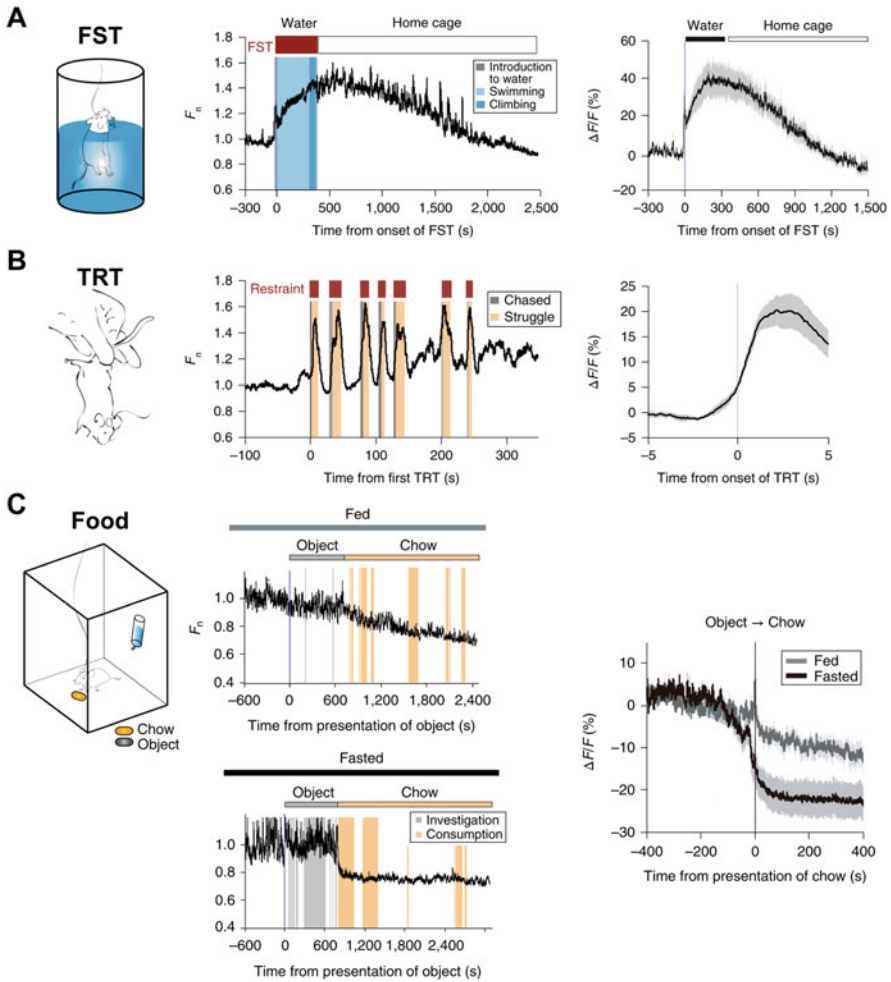 A
FST
Water
Home cage
FST
1.8
1.6
1.4
1.2
1.0
0.8
0.6
Fn
Introduction
to water
Swimming
Climbing
−300
0
500
1,000
1,500
2,000
2,500
Time from onset of FST (s)
Water
Home cage
60
40
20
0
−20
−40
ΔF/F (%)
−300
0
300
600
900
1,200
1,500
Time from onset of FST (s)
B
TRT
Restraint
1.8
1.6
1.4
1.2
1.0
0.8
0.6
Fn
Chased
Struggle
−100
0
100
200
300
Time from first TRT (s)
25
20
15
10
5
0
−5
ΔF/F (%)
−5
0
5
Time from onset of TRT (s)
C
Food
Chow
Object
Fed
Object
Chow
1.2
1.0
0.8
0.6
0.4
Fn
−600
0
600
1,200
1,800
2,400
Time from presentation of object (s)
Fasted
Object
Chow
Investigation
Consumption
1.2
1.0
0.8
0.6
0.4
−600
0
600
1,200
1,800
2,400
Time from presentation of object (s)
Object → Chow
Fed
Fasted
15
10
0
−10
−20
−30
ΔF/F (%)
−400
−200
0
200
400
Time from presentation of chow (s)